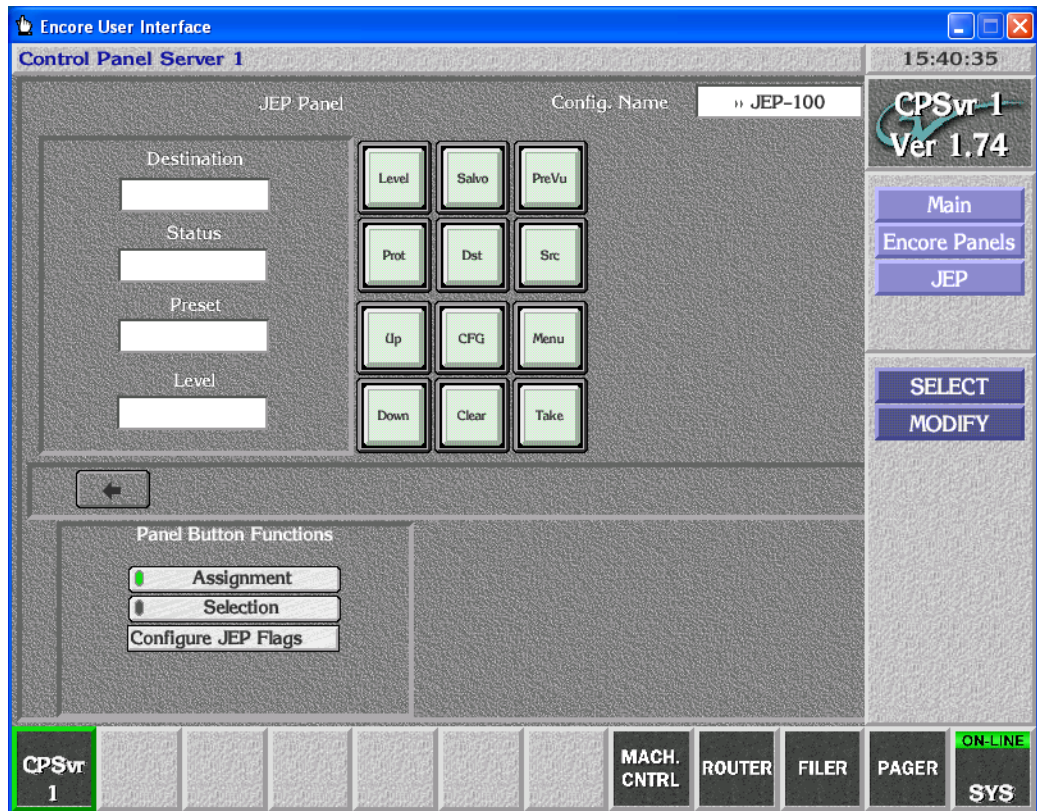 Encore User Interface
Control Panel Server 1
15:40:35
JEP Panel
Config. Name
›› JEP-100
CPSvr 1
Ver 1.74
Destination
Status
Preset
Level
Level
Salvo
PreVu
Prot
Dst
Src
Up
CFG
Menu
Down
Clear
Take
Main
Encore Panels
JEP
SELECT
MODIFY
Panel Button Functions
Assignment
Selection
Configure JEP Flags
CPSvr
1
MACH.
CNTRL
ROUTER
FILER
PAGER
ON-LINE
SYS